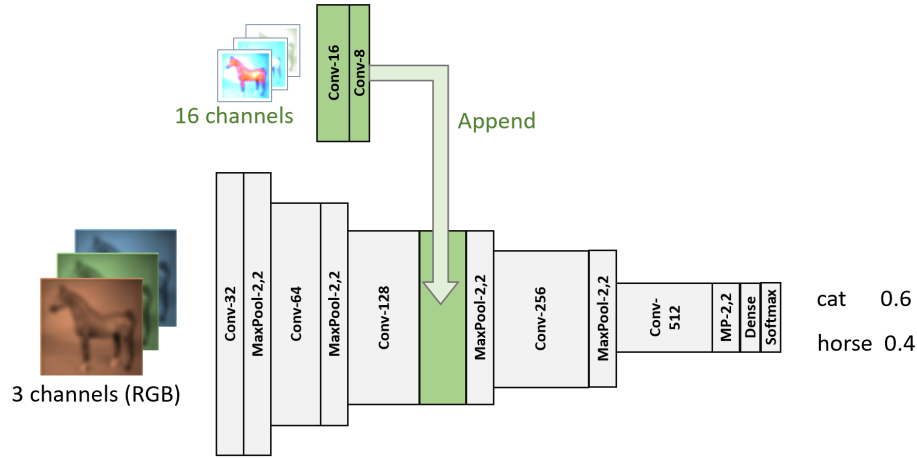 Conv-16
Conv-8
16 channels
Append
Conv-32
MaxPool-2,2
Conv-64
MaxPool-2,2
Conv-128
MaxPool-2,2
Conv-256
MaxPool-2,2
Conv-
512
MP-2,2
Dense
Softmax
cat 0.6
horse 0.4
3 channels (RGB)